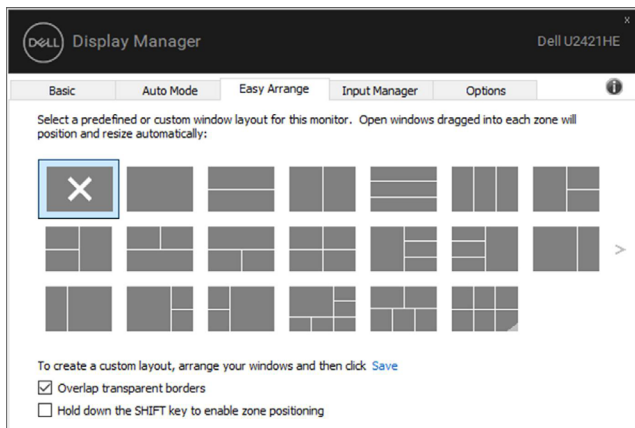 x
DELL Display Manager
Dell U2421HE
Basic Auto Mode Easy Arrange Input Manager Options
Select a predefined or custom window layout for this monitor. Open windows dragged into each zone will
position and resize automatically:
>
To create a custom layout, arrange your windows and then click Save
Overlap transparent borders
Hold down the SHIFT key to enable zone positioning